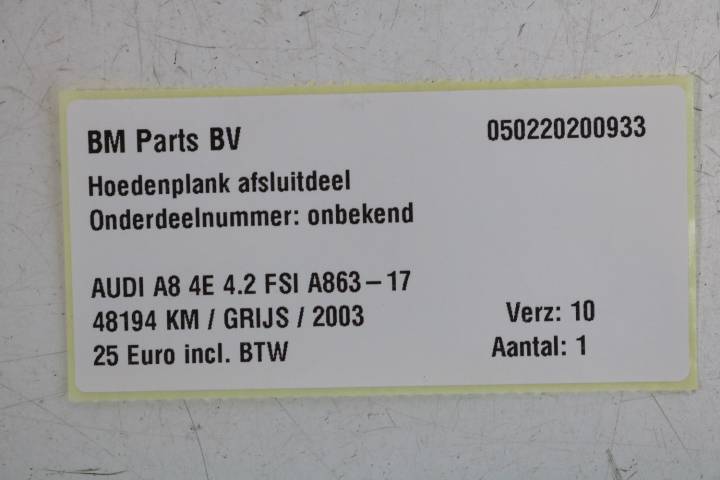 BM Parts BV 050220200933
Hoedenplank afsluitdeel
Onderdeelnummer: onbekend
AUDI A8 4E 4.2 FSI A863-17
48194 KM / GRIJS / 2003 Verz: 10
25 Euro incl. BTW Aantal: 1